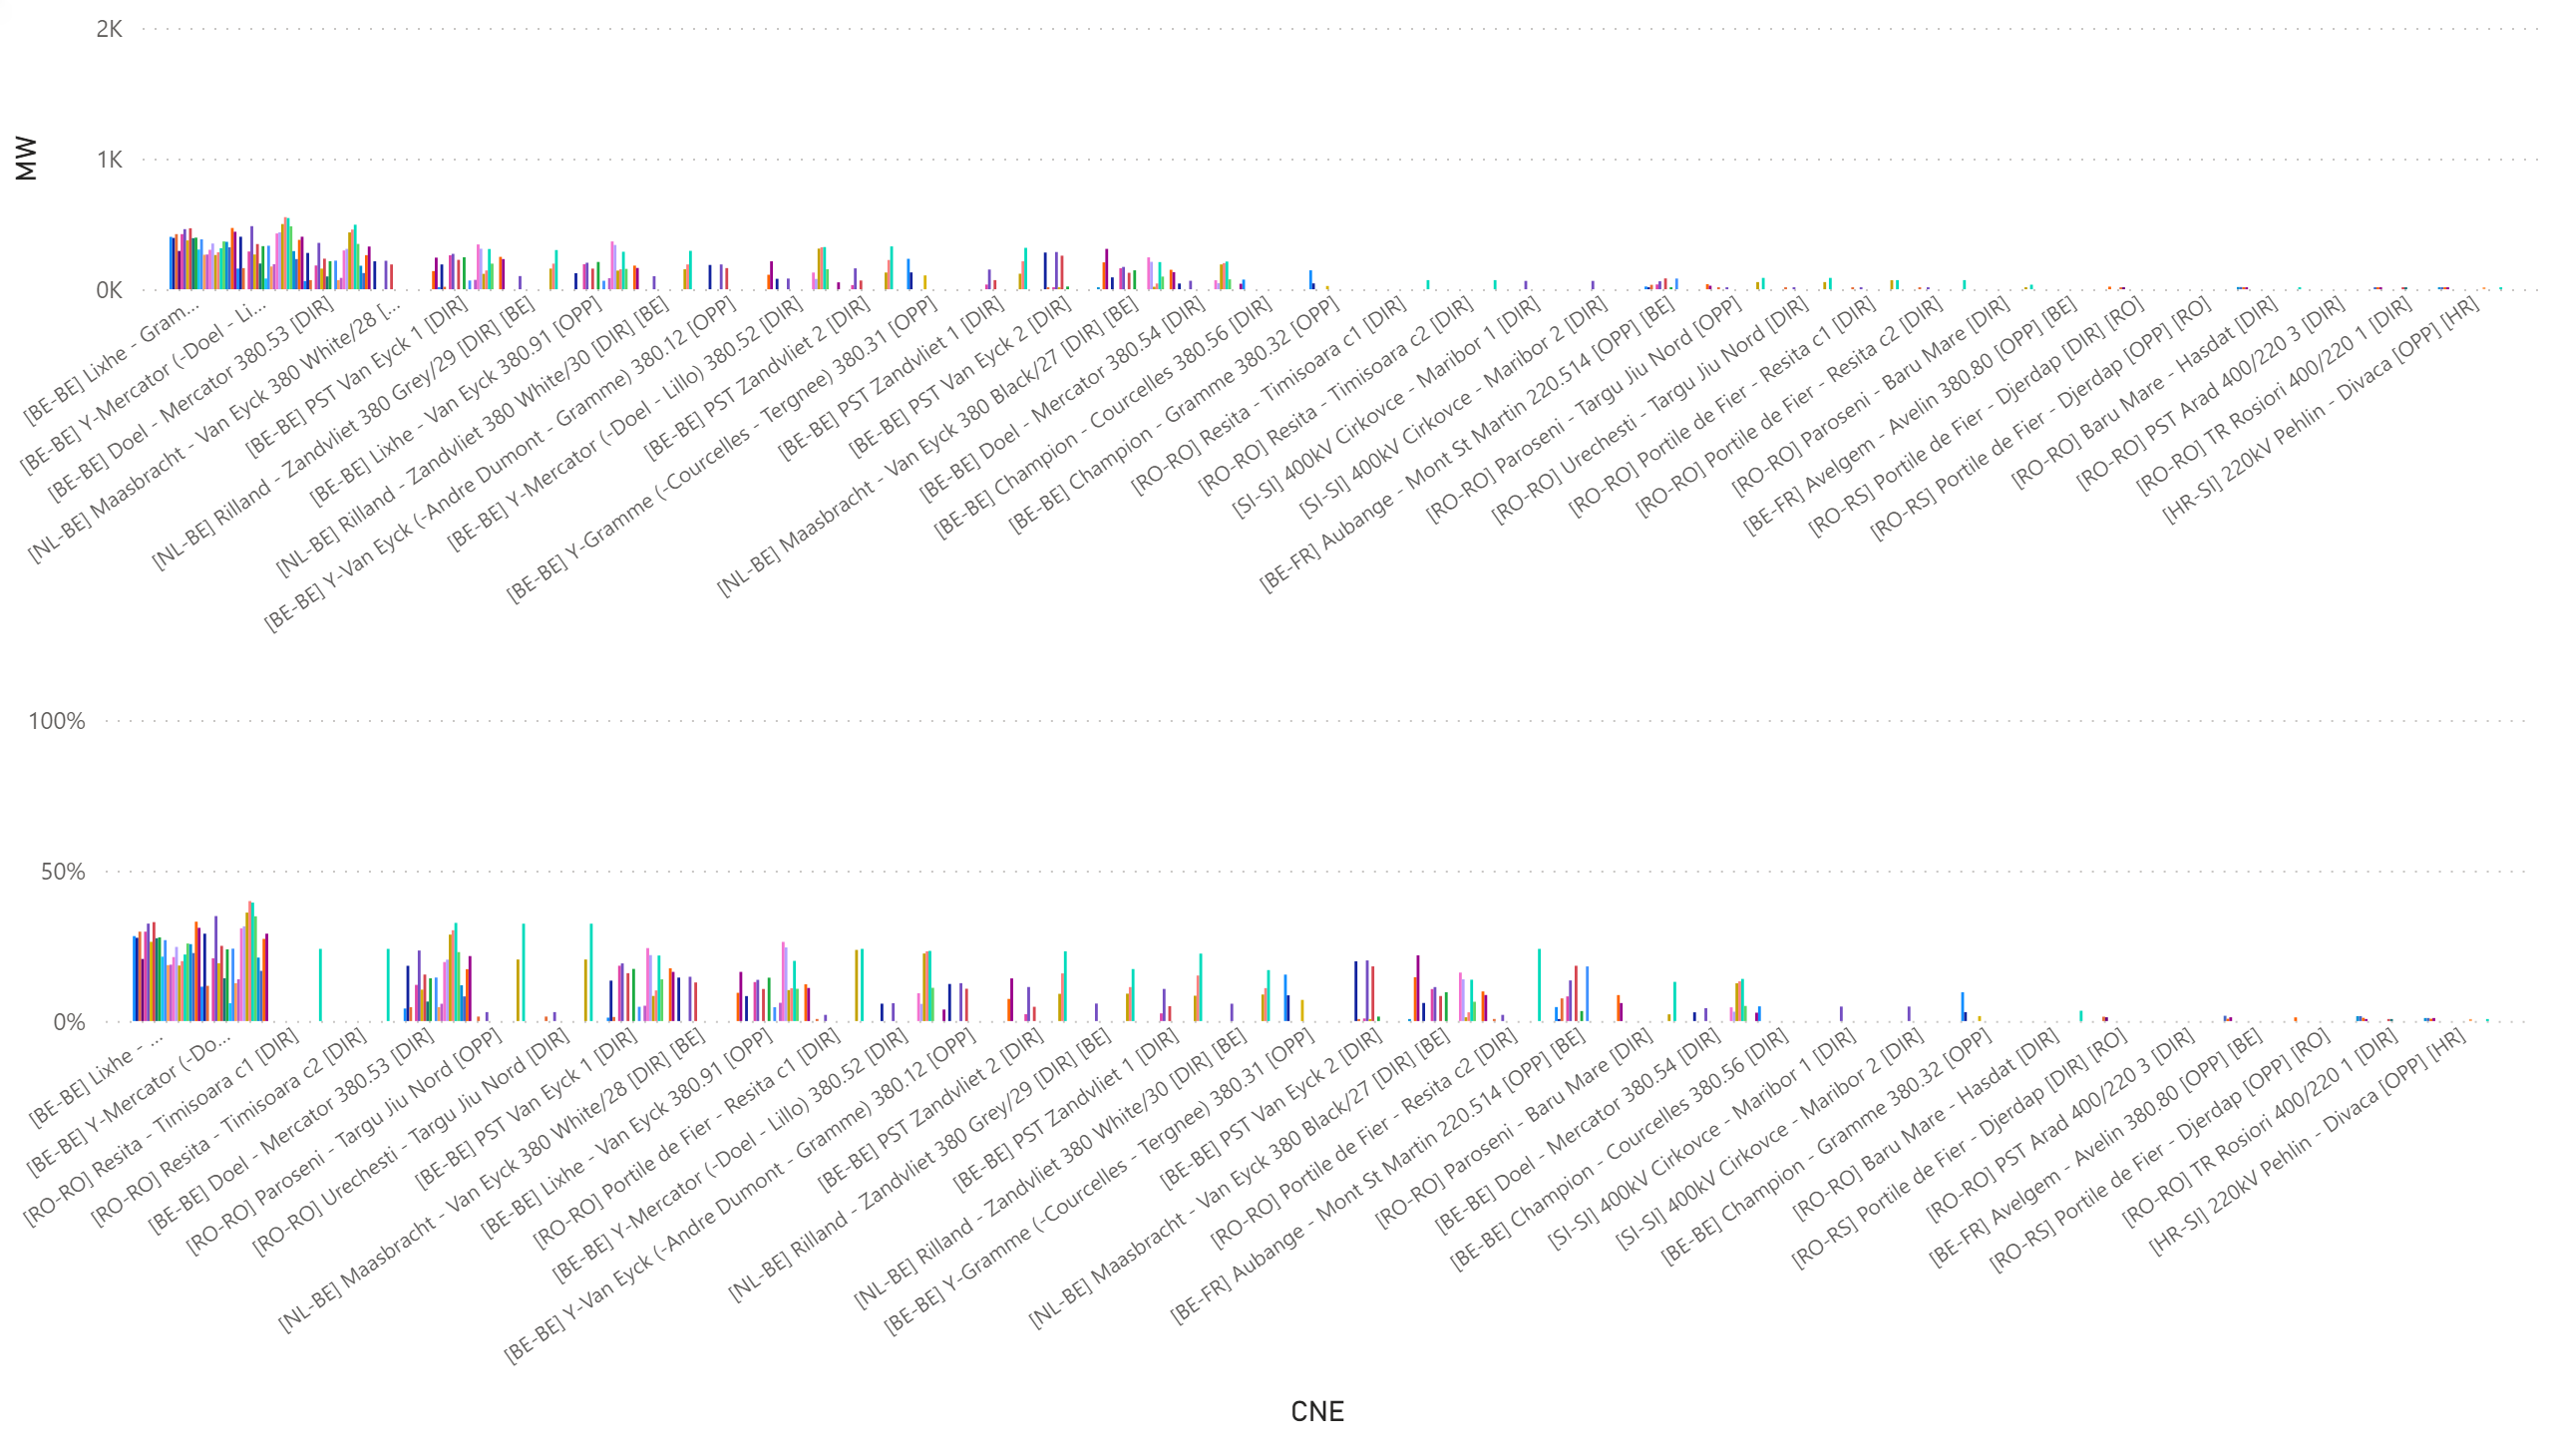 2K
1K
0K
MW
[BE-BE] Lixhe - Gram...
[BE-BE] Y-Mercator (-Doel - Li...
[BE-BE] Doel - Mercator 380.53 [DIR]
[NL-BE] Maasbracht - Van Eyck 380 White/28 [...
[BE-BE] PST Van Eyck 1 [DIR]
[NL-BE] Rilland - Zandvliet 380 Grey/29 [DIR] [BE]
[BE-BE] Lixhe - Van Eyck 380.91 [OPP]
[NL-BE] Rilland - Zandvliet 380 White/30 [DIR] [BE]
[BE-BE] Y-Van Eyck (-Andre Dumont - Gramme) 380.12 [OPP]
[BE-BE] Y-Mercator (-Doel - Lillo) 380.52 [DIR]
[BE-BE] PST Zandvliet 2 [DIR]
[BE-BE] Y-Gramme (-Courcelles - Tergnee) 380.31 [OPP]
[BE-BE] PST Zandvliet 1 [DIR]
[BE-BE] PST Van Eyck 2 [DIR]
[NL-BE] Maasbracht - Van Eyck 380 Black/27 [DIR] [BE]
[BE-BE] Doel - Mercator 380.54 [DIR]
[BE-BE] Champion - Courcelles 380.56 [DIR]
[BE-BE] Champion - Gramme 380.32 [OPP]
[RO-RO] Resita - Timisoara c1 [DIR]
[RO-RO] Resita - Timisoara c2 [DIR]
[SI-SI] 400kV Cirkovce - Maribor 1 [DIR]
[SI-SI] 400kV Cirkovce - Maribor 2 [DIR]
[BE-FR] Aubange - Mont St Martin 220.514 [OPP] [BE]
[RO-RO] Paroseni - Targu Jiu Nord [OPP]
[RO-RO] Urechesti - Targu Jiu Nord [DIR]
[RO-RO] Portile de Fier - Resita c1 [DIR]
[RO-RO] Portile de Fier - Resita c2 [DIR]
[RO-RO] Paroseni - Baru Mare [DIR]
[BE-FR] Avelgem - Avelin 380.80 [OPP] [BE]
[RO-RS] Portile de Fier - Djerdap [DIR] [RO]
[RO-RS] Portile de Fier - Djerdap [OPP] [RO]
[RO-RO] Baru Mare - Hasdat [DIR]
[RO-RO] PST Arad 400/220 3 [DIR]
[RO-RO] TR Rosiori 400/220 1 [DIR]
[HR-SI] 220kV Pehlin - Divaca [OPP] [HR]
100%
50%
0%
[BE-BE] Lixhe - ...
[BE-BE] Y-Mercator (-Do...
[RO-RO] Resita - Timisoara c1 [DIR]
[RO-RO] Resita - Timisoara c2 [DIR]
[BE-BE] Doel - Mercator 380.53 [DIR]
[RO-RO] Paroseni - Targu Jiu Nord [OPP]
[RO-RO] Urechesti - Targu Jiu Nord [DIR]
[BE-BE] PST Van Eyck 1 [DIR]
[NL-BE] Maasbracht - Van Eyck 380 White/28 [DIR] [BE]
[BE-BE] Lixhe - Van Eyck 380.91 [OPP]
[RO-RO] Portile de Fier - Resita c1 [DIR]
[BE-BE] Y-Mercator (-Doel - Lillo) 380.52 [DIR]
[BE-BE] Y-Van Eyck (-Andre Dumont - Gramme) 380.12 [OPP]
[BE-BE] PST Zandvliet 2 [DIR]
[NL-BE] Rilland - Zandvliet 380 Grey/29 [DIR] [BE]
[BE-BE] PST Zandvliet 1 [DIR]
[NL-BE] Rilland - Zandvliet 380 White/30 [DIR] [BE]
[BE-BE] Y-Gramme (-Courcelles - Tergnee) 380.31 [OPP]
[BE-BE] PST Van Eyck 2 [DIR]
[NL-BE] Maasbracht - Van Eyck 380 Black/27 [DIR] [BE]
[RO-RO] Portile de Fier - Resita c2 [DIR]
[BE-FR] Aubange - Mont St Martin 220.514 [OPP] [BE]
[RO-RO] Paroseni - Baru Mare [DIR]
[BE-BE] Doel - Mercator 380.54 [DIR]
[BE-BE] Champion - Courcelles 380.56 [DIR]
[SI-SI] 400kV Cirkovce - Maribor 1 [DIR]
[SI-SI] 400kV Cirkovce - Maribor 2 [DIR]
[BE-BE] Champion - Gramme 380.32 [OPP]
[RO-RO] Baru Mare - Hasdat [DIR]
[RO-RS] Portile de Fier - Djerdap [DIR] [RO]
[RO-RO] PST Arad 400/220 3 [DIR]
[BE-FR] Avelgem - Avelin 380.80 [OPP] [BE]
[RO-RS] Portile de Fier - Djerdap [OPP] [RO]
[RO-RO] TR Rosiori 400/220 1 [DIR]
[HR-SI] 220kV Pehlin - Divaca [OPP] [HR]
CNE